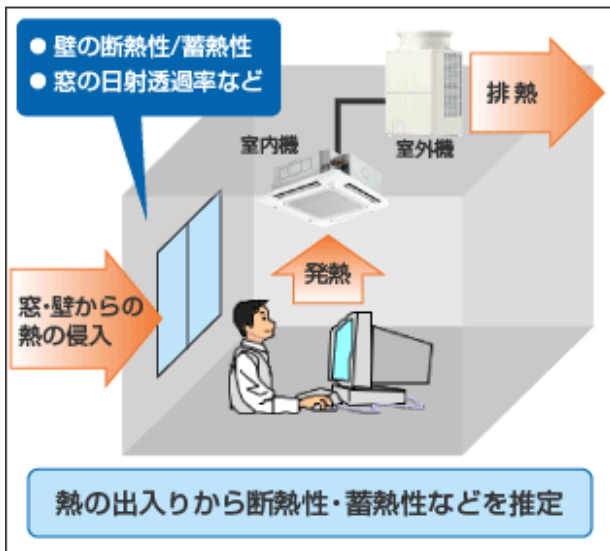 ● 壁の断熱性/蓄熱性
● 窓の日射透過率など
排熱
室内機
室外機
発熱
窓・壁からの
熱の侵入
熱の出入りから断熱性・蓄熱性などを推定